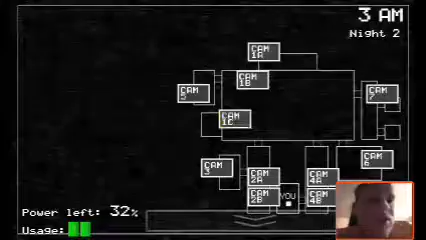 3 AM
Night 2
CAM 1A
CAM 1B
CAM 5
CAM 7
CAM 1C
CAM 3
CAM 6
CAM 2A
CAM 4A
CAM 2B
YOU
CAM 4B
Power left: 32%
Usage: